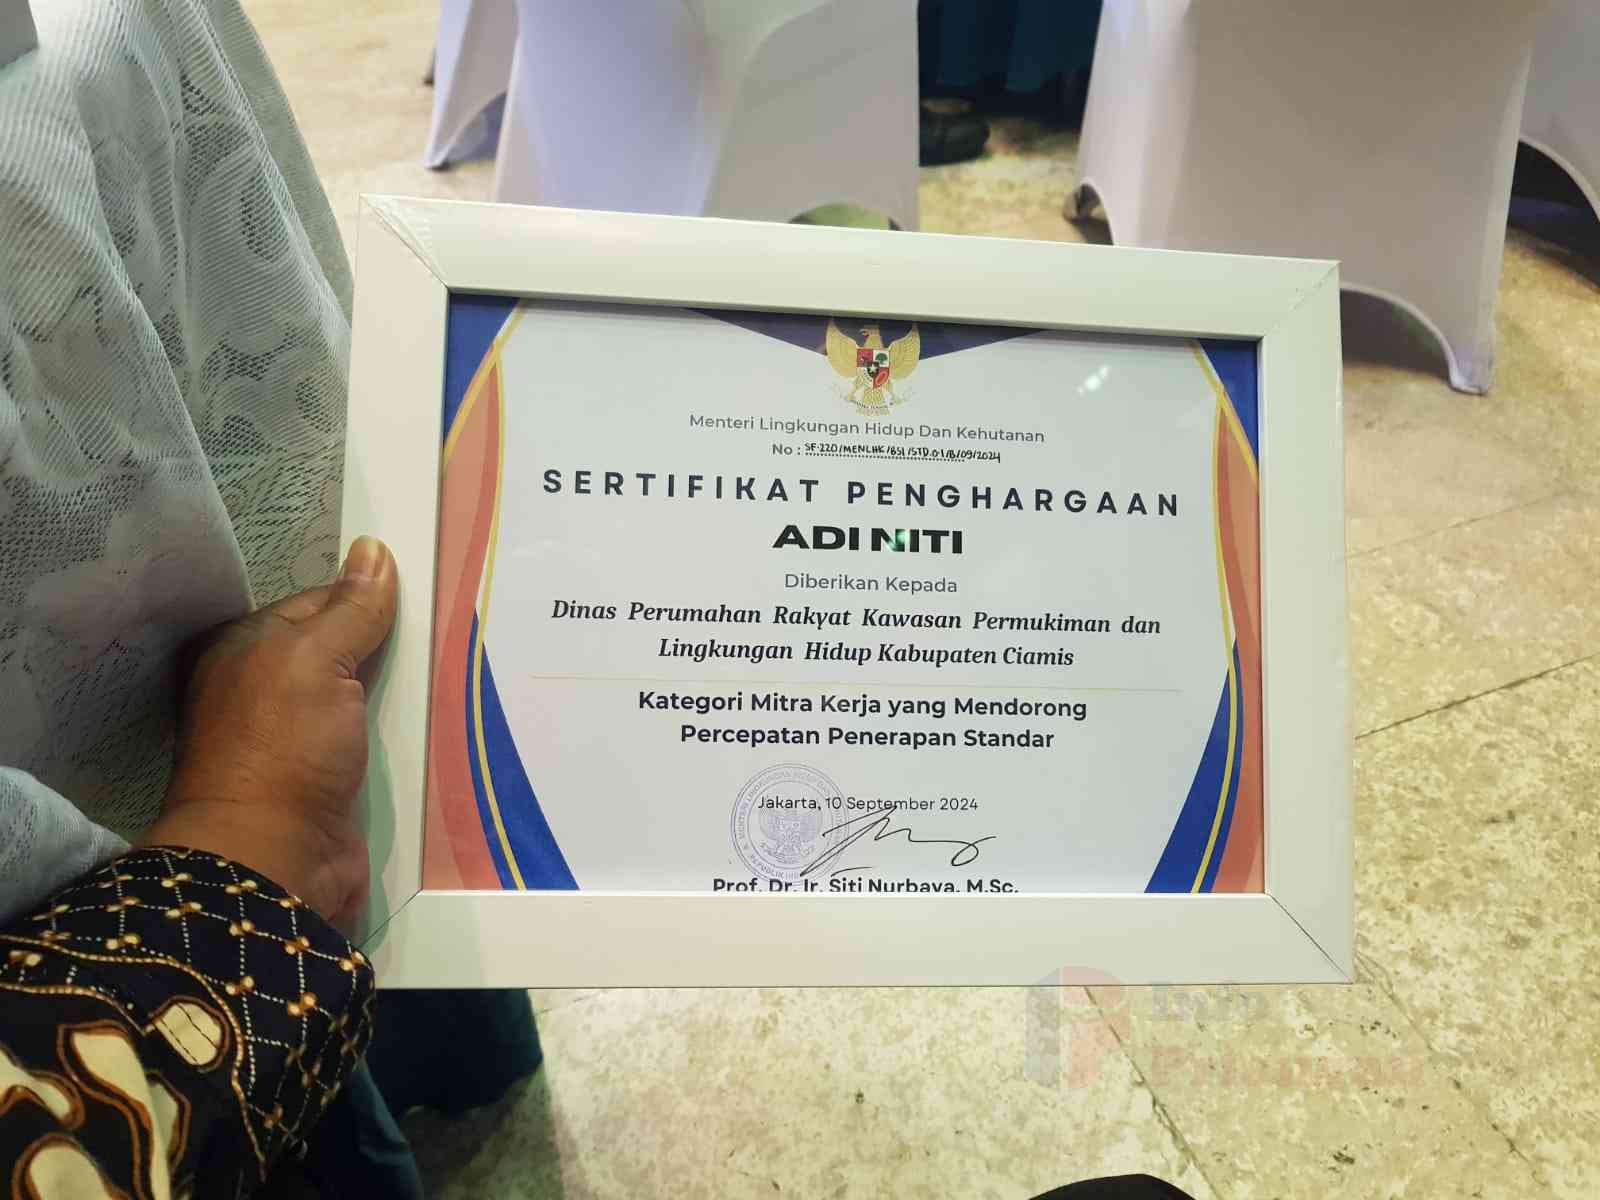 Menteri Lingkungan Hidup Dan Kehutanan
No : SF.220/MENLHK/BSI/STD.0.1/B/09/2024
SERTIFIKAT PENGHARGAAN
ADI NITI
Diberikan Kepada
Dinas Perumahan Rakyat Kawasan Permukiman dan
Lingkungan Hidup Kabupaten Ciamis
Kategori Mitra Kerja yang Mendorong
Percepatan Penerapan Standar
Jakarta, 10 September 2024
Prof. Dr. Ir. Siti Nurbaya, M.Sc.
Info
Priangan